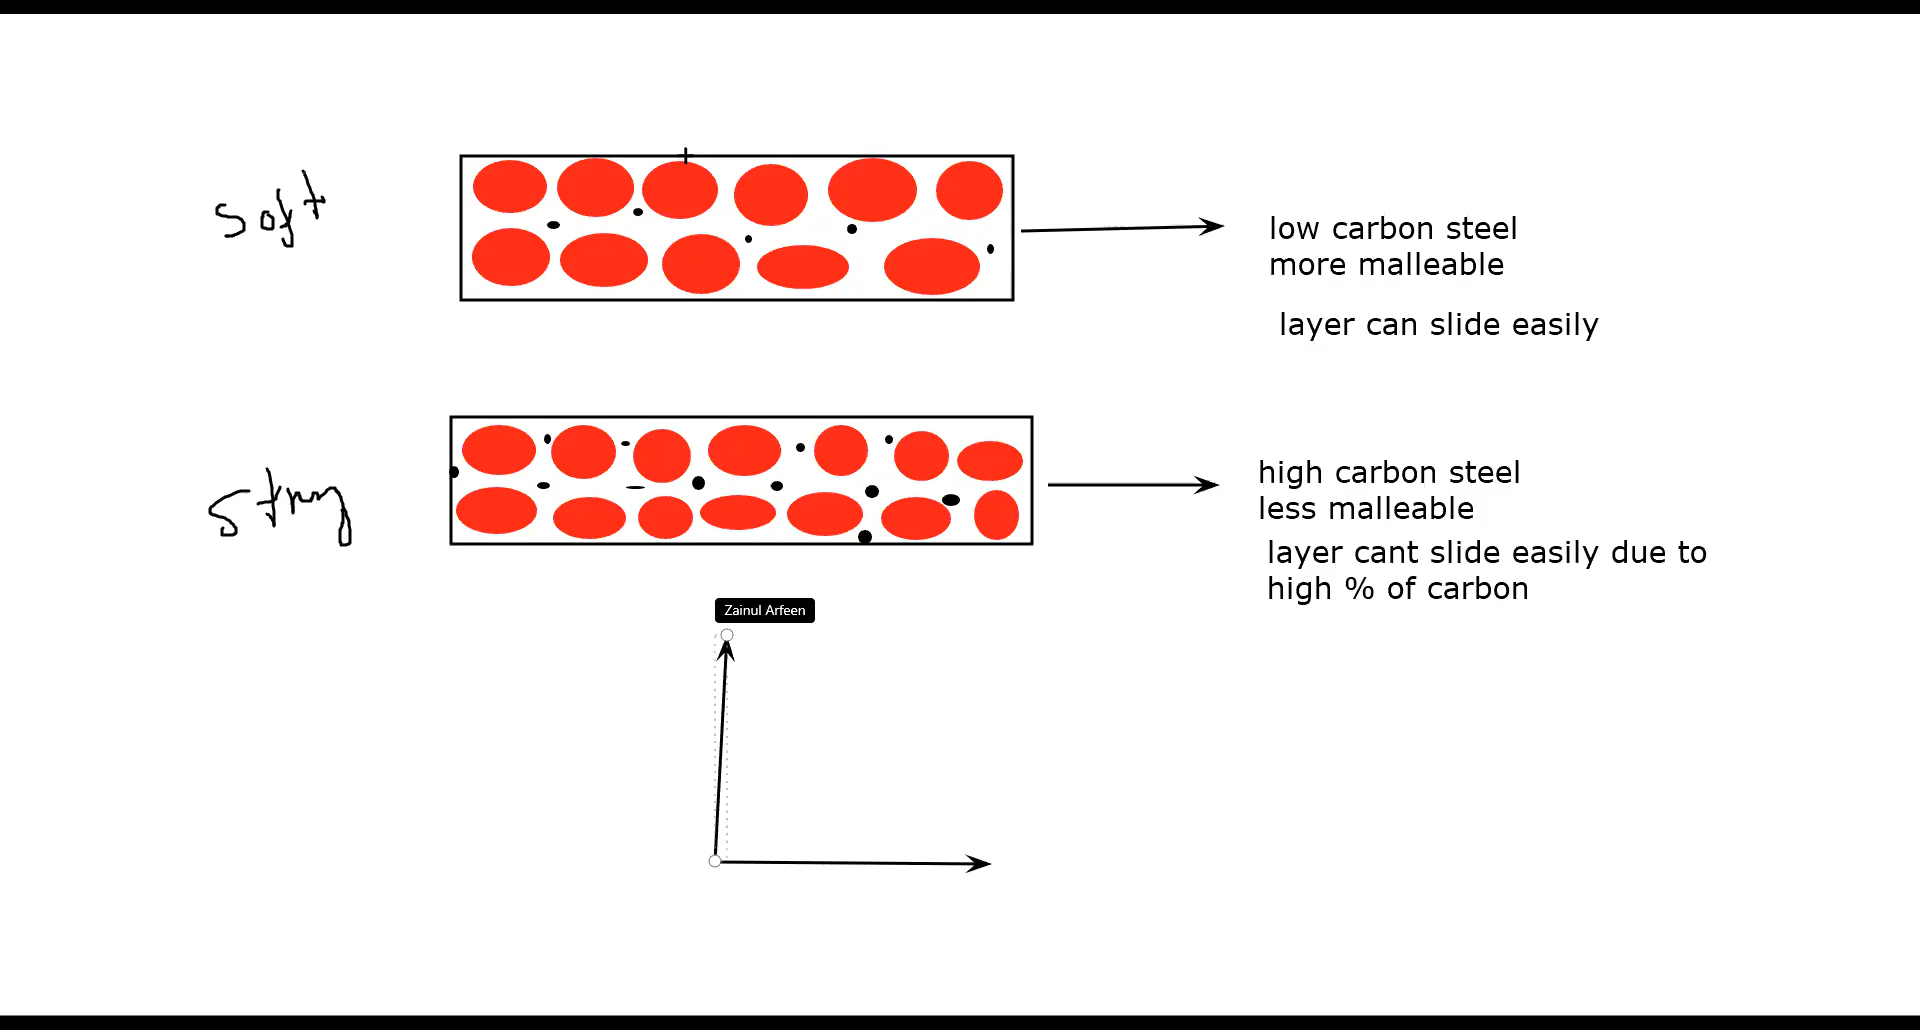 soft
low carbon steel
more malleable
layer can slide easily
strong
high carbon steel
less malleable
layer cant slide easily due to
high % of carbon
Zainul Arfeen